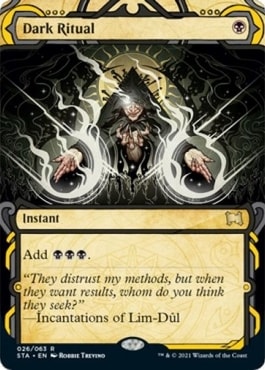 Dark Ritual
Instant
Add
“They distrust my methods, but when
they want results, whom do you think
they seek?”
—Incantations of Lim-Dûl
026/063 R
STA • EN ROBBIE TREVINO
™ & © 2021 Wizards of the Coast